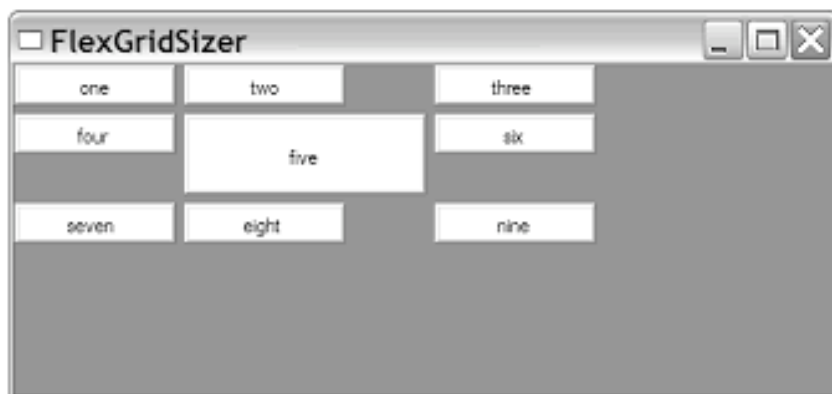 FlexGridSizer
one two three
four five six
seven eight nine